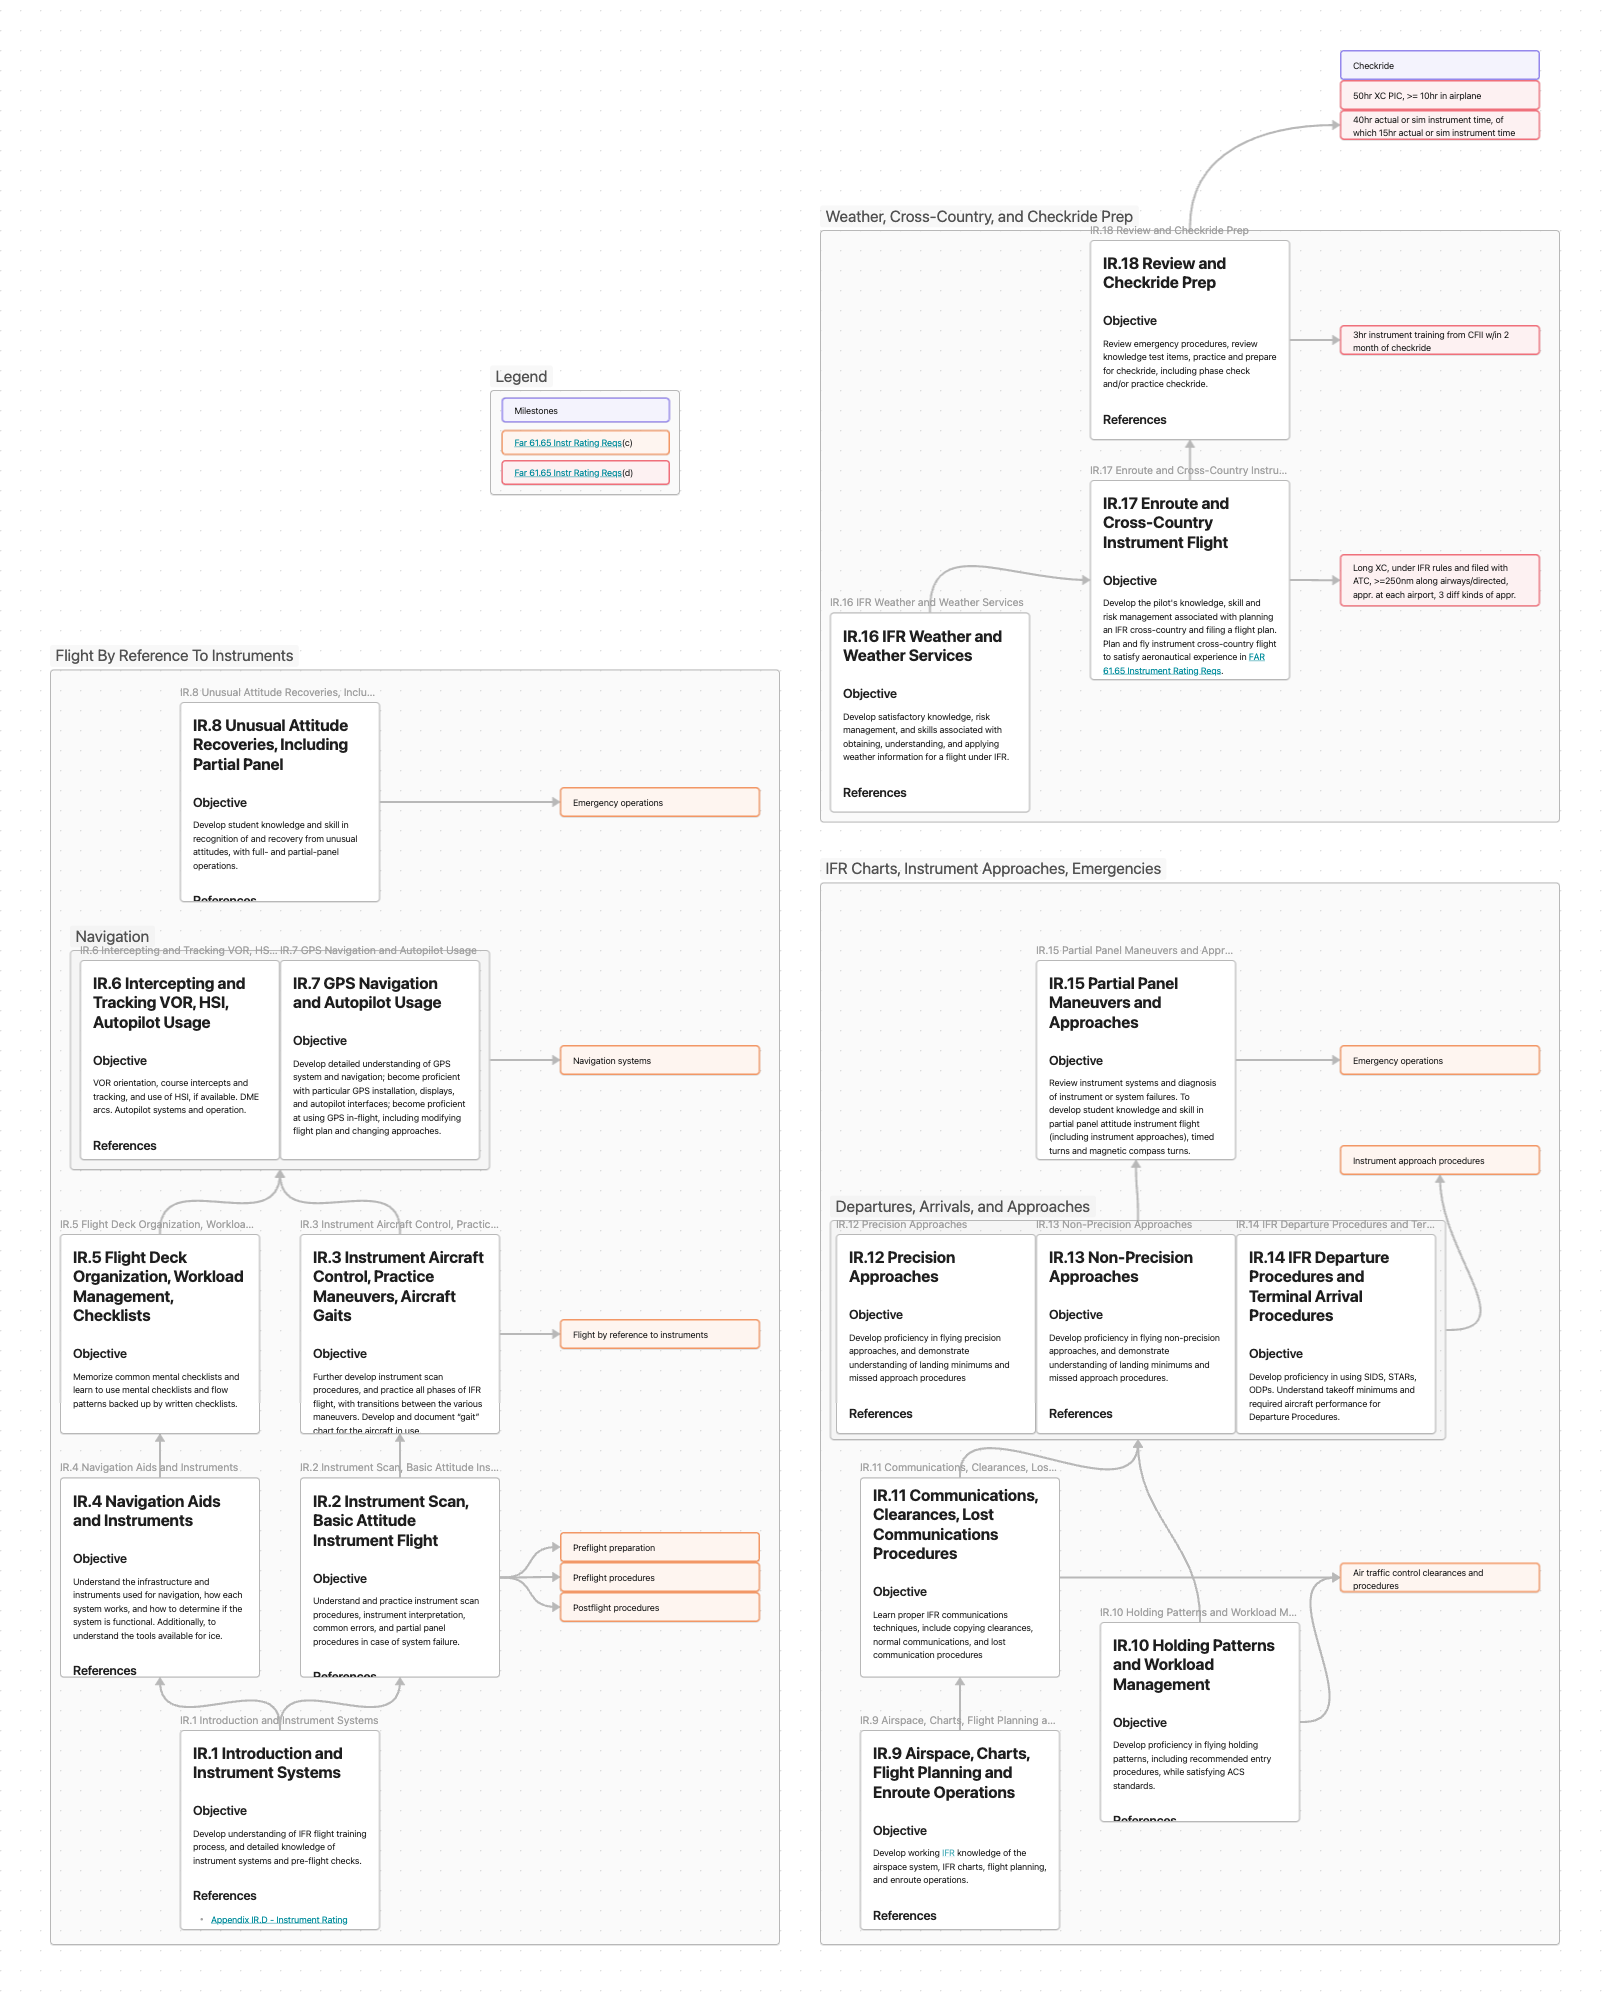 Checkride
50hr XC PIC, >= 10hr in airplane
40hr actual or sim instrument time, of
which 15hr actual or sim instrument time
Weather, Cross-Country, and Checkride Prep
IR.18 Review and Checkride Prep
IR.18 Review and
Checkride Prep
Objective
Review emergency procedures, review
knowledge test items, practice and prepare
for checkride, including phase check
and/or practice checkride.
References
3hr instrument training from CFII w/in 2
month of checkride
IR.17 Enroute and Cross-Country Instru...
IR.17 Enroute and
Cross-Country
Instrument Flight
Objective
Develop the pilot's knowledge, skill and
risk management associated with planning
an IFR cross-country and filing a flight plan.
Plan and fly instrument cross-country flight
to satisfy aeronautical experience in FAR
61.65 Instrument Rating Reqs.
Long XC, under IFR rules and filed with
ATC, >=250nm along airways/directed,
appr. at each airport, 3 diff kinds of appr.
IR.16 IFR Weather and Weather Services
IR.16 IFR Weather and
Weather Services
Objective
Develop satisfactory knowledge, risk
management, and skills associated with
obtaining, understanding, and applying
weather information for a flight under IFR.
References
Legend
Milestones
Far 61.65 Instr Rating Reqs(c)
Far 61.65 Instr Rating Reqs(d)
Flight By Reference To Instruments
IR.8 Unusual Attitude Recoveries, Inclu...
IR.8 Unusual Attitude
Recoveries, Including
Partial Panel
Objective
Develop student knowledge and skill in
recognition of and recovery from unusual
attitudes, with full- and partial-panel
operations.
References
Emergency operations
Navigation
IR.6 Intercepting and Tracking VOR, HS...
IR.6 Intercepting and
Tracking VOR, HSI,
Autopilot Usage
Objective
VOR orientation, course intercepts and
tracking, and use of HSI, if available. DME
arcs. Autopilot systems and operation.
References
IR.7 GPS Navigation and Autopilot Usage
IR.7 GPS Navigation
and Autopilot Usage
Objective
Develop detailed understanding of GPS
system and navigation; become proficient
with particular GPS installation, displays,
and autopilot interfaces; become proficient
at using GPS in-flight, including modifying
flight plan and changing approaches.
Navigation systems
IR.5 Flight Deck Organization, Workloa...
IR.5 Flight Deck
Organization, Workload
Management,
Checklists
Objective
Memorize common mental checklists and
learn to use mental checklists and flow
patterns backed up by written checklists.
IR.3 Instrument Aircraft Control, Practic...
IR.3 Instrument Aircraft
Control, Practice
Maneuvers, Aircraft
Gaits
Objective
Further develop instrument scan
procedures, and practice all phases of IFR
flight, with transitions between the various
maneuvers. Develop and document "gait"
chart for the aircraft in use
Flight by reference to instruments
IR.4 Navigation Aids and Instruments
IR.4 Navigation Aids
and Instruments
Objective
Understand the infrastructure and
instruments used for navigation, how each
system works, and how to determine if the
system is functional. Additionally, to
understand the tools available for ice.
References
IR.2 Instrument Scan, Basic Attitude Ins...
IR.2 Instrument Scan,
Basic Attitude
Instrument Flight
Objective
Understand and practice instrument scan
procedures, instrument interpretation,
common errors, and partial panel
procedures in case of system failure.
References
Preflight preparation
Preflight procedures
Postflight procedures
IR.1 Introduction and Instrument Systems
IR.1 Introduction and
Instrument Systems
Objective
Develop understanding of IFR flight training
process, and detailed knowledge of
instrument systems and pre-flight checks.
References
• Appendix IR.D - Instrument Rating
IFR Charts, Instrument Approaches, Emergencies
IR.15 Partial Panel Maneuvers and Appr...
IR.15 Partial Panel
Maneuvers and
Approaches
Objective
Review instrument systems and diagnosis
of instrument or system failures. To
develop student knowledge and skill in
partial panel attitude instrument flight
(including instrument approaches), timed
turns and magnetic compass turns.
Emergency operations
Instrument approach procedures
Departures, Arrivals, and Approaches
IR.12 Precision Approaches
IR.12 Precision
Approaches
Objective
Develop proficiency in flying precision
approaches, and demonstrate
understanding of landing minimums and
missed approach procedures
References
IR.13 Non-Precision Approaches
IR.13 Non-Precision
Approaches
Objective
Develop proficiency in flying non-precision
approaches, and demonstrate
understanding of landing minimums and
missed approach procedures.
References
IR.14 IFR Departure Procedures and Ter...
IR.14 IFR Departure
Procedures and
Terminal Arrival
Procedures
Objective
Develop proficiency in using SIDS, STARs,
ODPs. Understand takeoff minimums and
required aircraft performance for
Departure Procedures.
IR.11 Communications, Clearances, Los...
IR.11 Communications,
Clearances, Lost
Communications
Procedures
Objective
Learn proper IFR communications
techniques, include copying clearances,
normal communications, and lost
communication procedures
Air traffic control clearances and
procedures
IR.10 Holding Patterns and Workload M...
IR.10 Holding Patterns
and Workload
Management
Objective
Develop proficiency in flying holding
patterns, including recommended entry
procedures, while satisfying ACS
standards.
References
IR.9 Airspace, Charts, Flight Planning a...
IR.9 Airspace, Charts,
Flight Planning and
Enroute Operations
Objective
Develop working IFR knowledge of the
airspace system, IFR charts, flight planning,
and enroute operations.
References